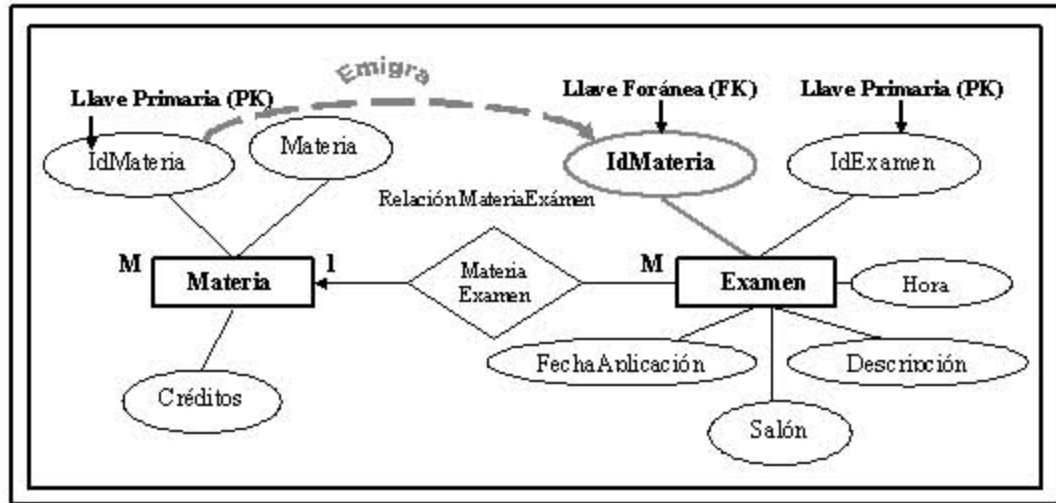 Emigra
Llave Primaria (PK)
Llave Foránea (FK)
Llave Primaria (PK)
IdMateria
Materia
IdMateria
IdExamen
RelaciónMateriaExámen
M
Materia
1
Materia
Examen
M
Examen
Hora
FechaAplicación
Descripción
Créditos
Salón